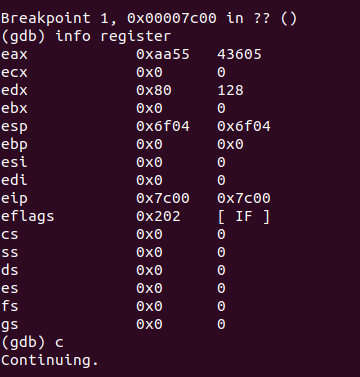 Breakpoint 1, 0x00007c00 in ?? ()
(gdb) info register
eax 0xaa55 43605
ecx 0x0 0
edx 0x80 128
ebx 0x0 0
esp 0x6f04 0x6f04
ebp 0x0 0x0
esi 0x0 0
edi 0x0 0
eip 0x7c00 0x7c00
eflags 0x202 [ IF ]
cs 0x0 0
ss 0x0 0
ds 0x0 0
es 0x0 0
fs 0x0 0
gs 0x0 0
(gdb) c
Continuing.